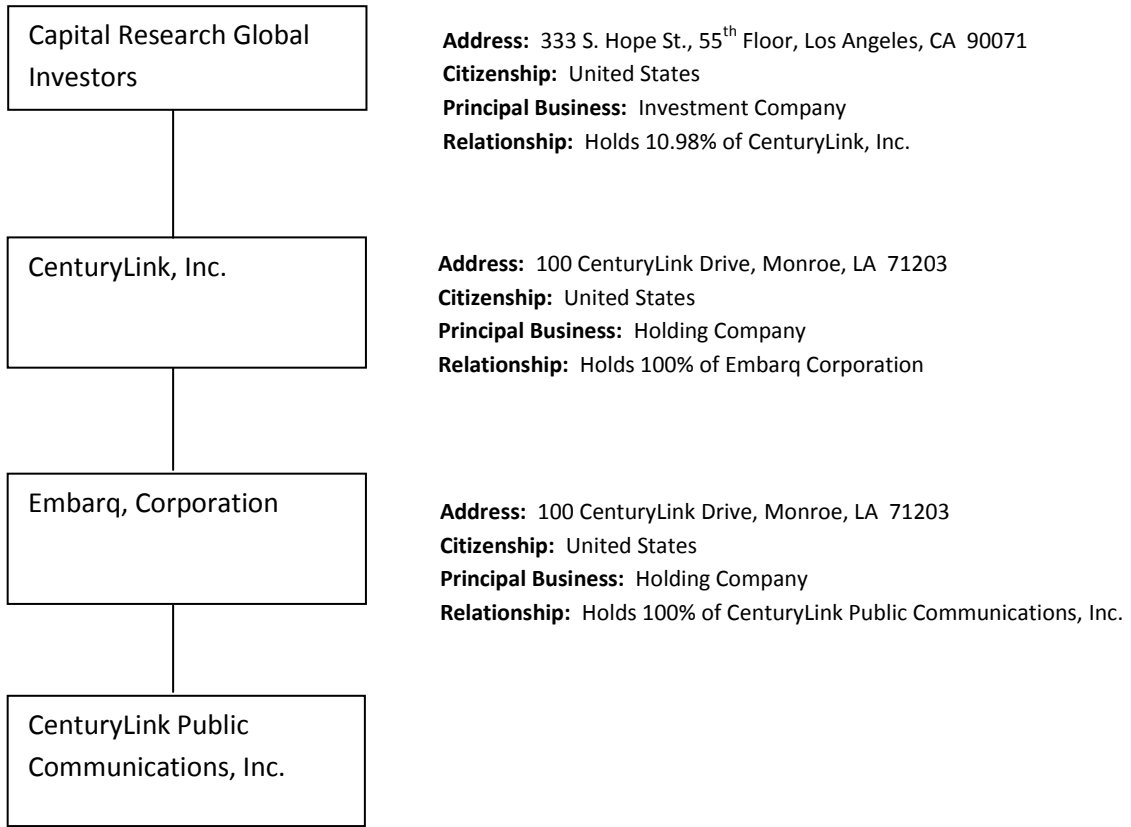 Capital Research Global
Investors
Address: 333 S. Hope St., 55th Floor, Los Angeles, CA 90071
Citizenship: United States
Principal Business: Investment Company
Relationship: Holds 10.98% of CenturyLink, Inc.
CenturyLink, Inc.
Address: 100 CenturyLink Drive, Monroe, LA 71203
Citizenship: United States
Principal Business: Holding Company
Relationship: Holds 100% of Embarq Corporation
Embarq, Corporation
Address: 100 CenturyLink Drive, Monroe, LA 71203
Citizenship: United States
Principal Business: Holding Company
Relationship: Holds 100% of CenturyLink Public Communications, Inc.
CenturyLink Public
Communications, Inc.